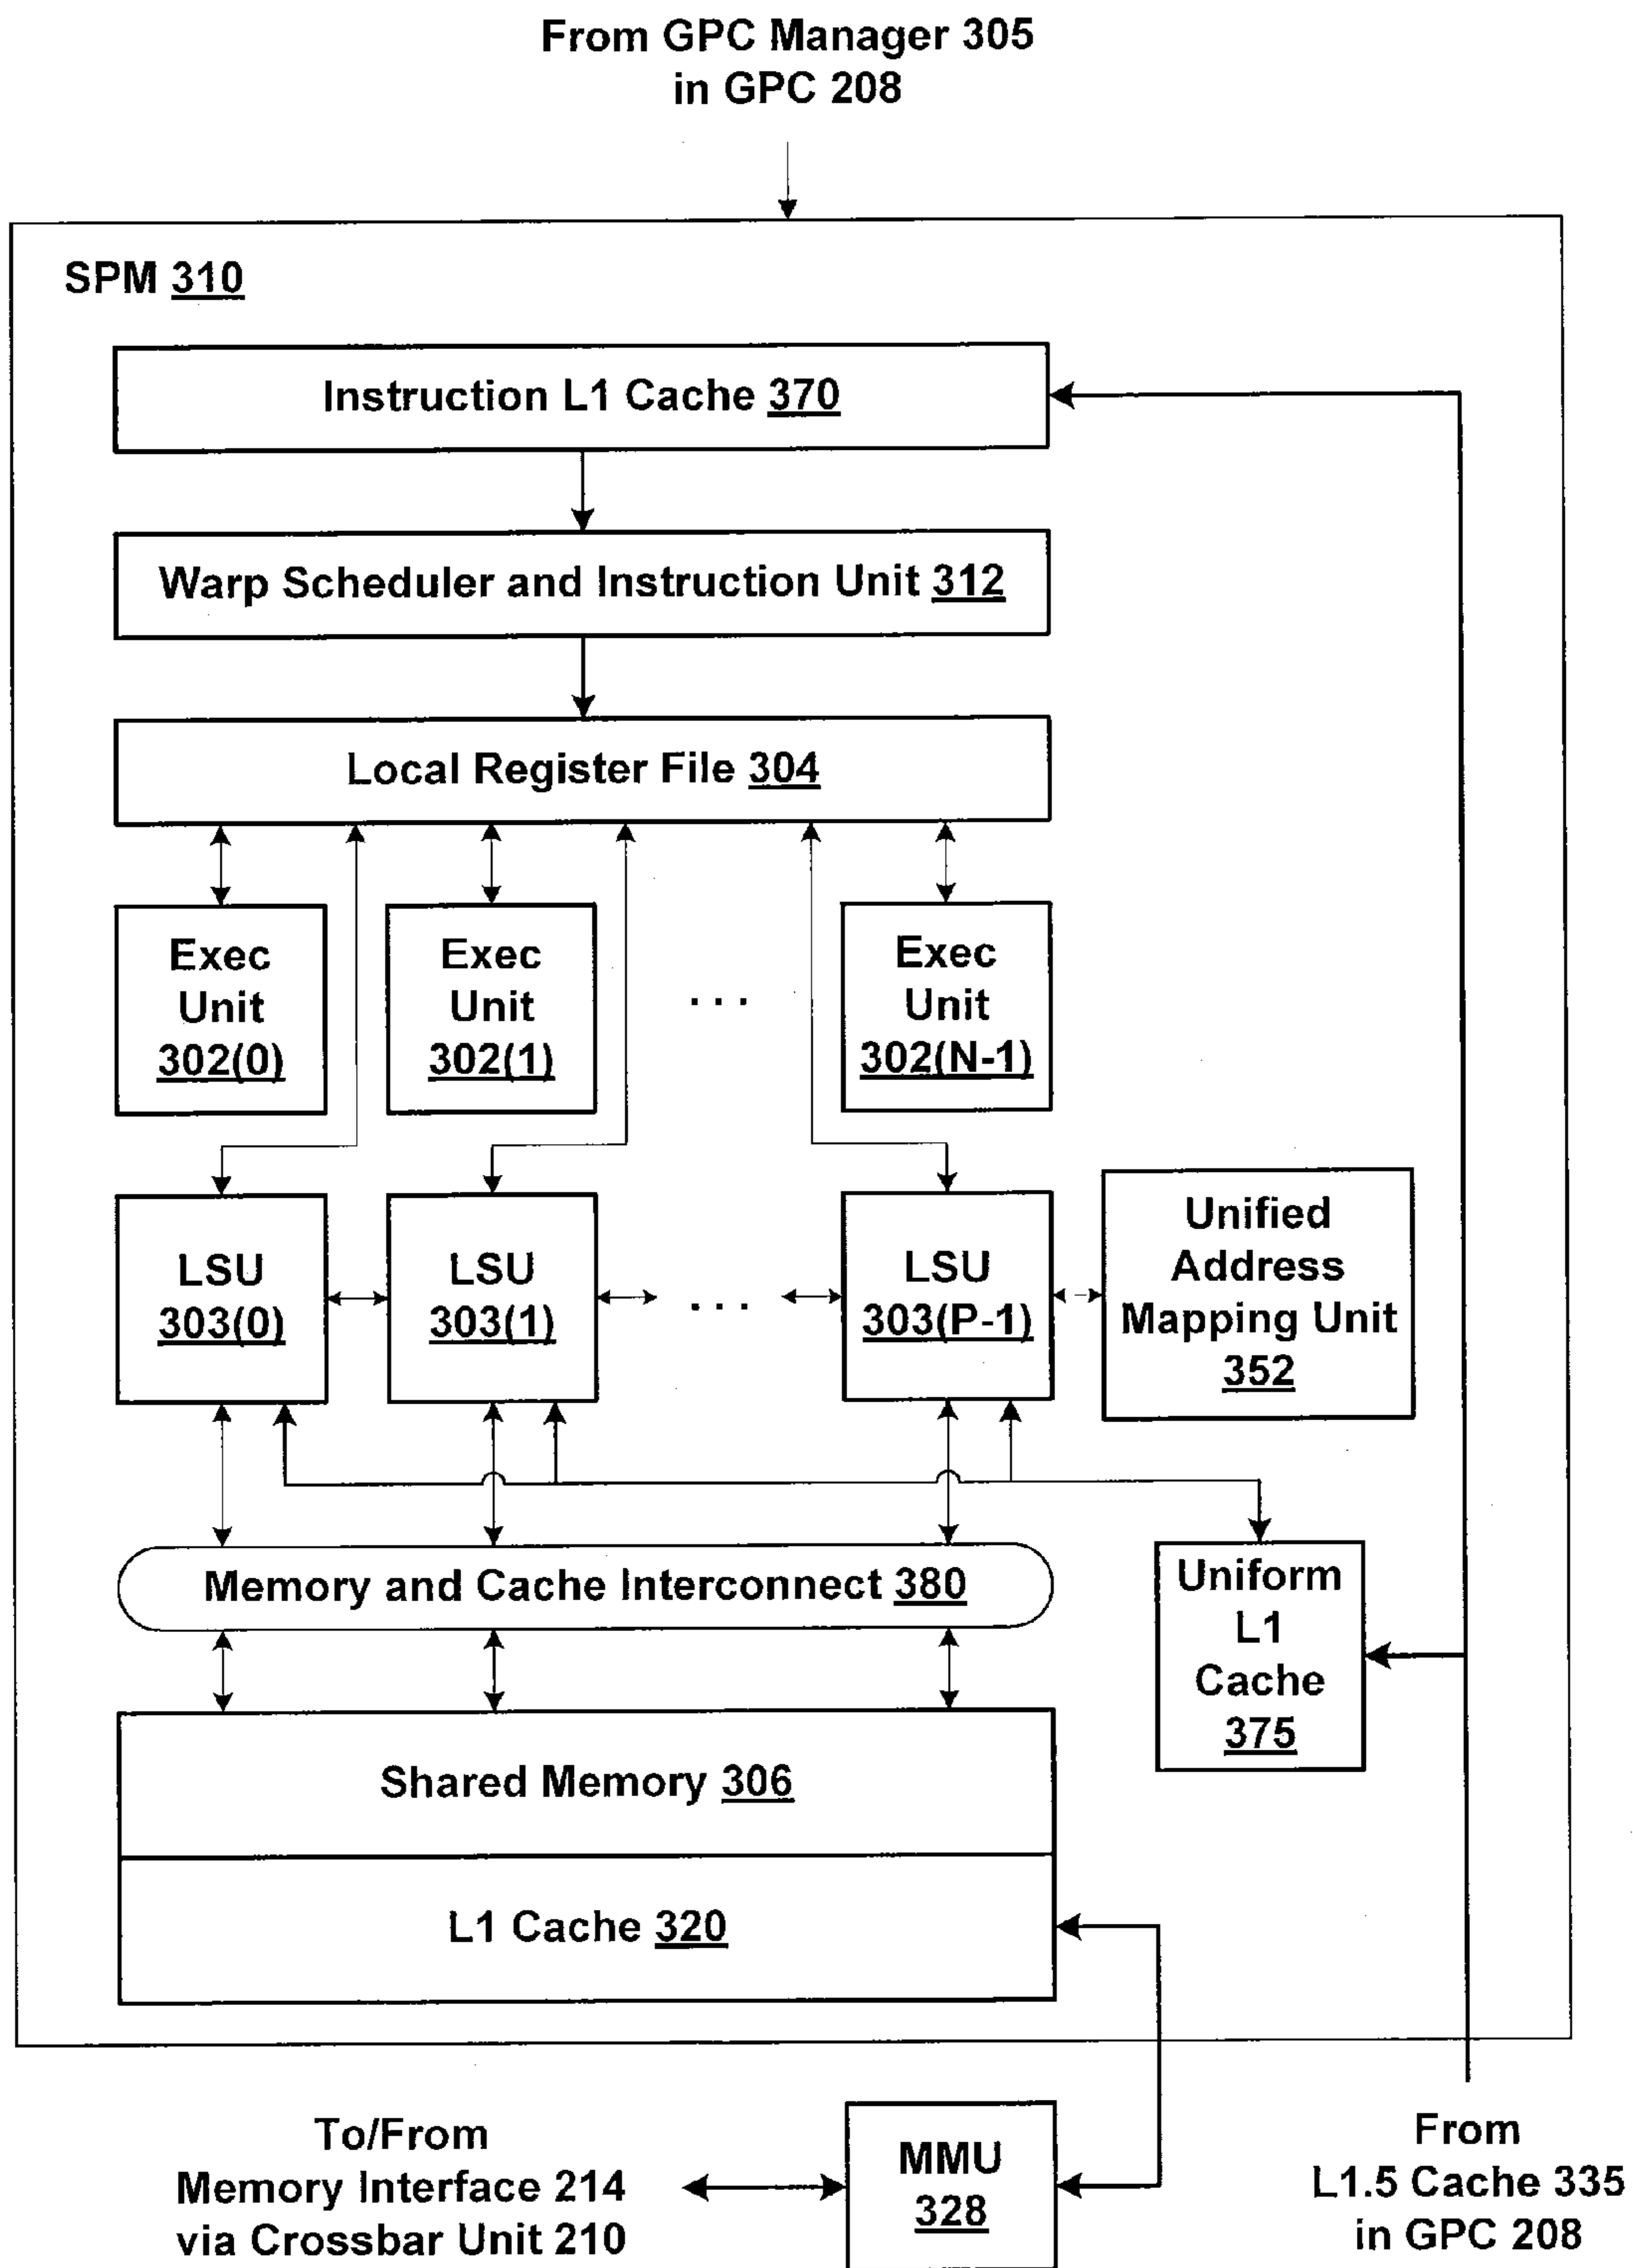 From GPC Manager 305
in GPC 208
SPM 310
Instruction L1 Cache 370
Warp Scheduler and Instruction Unit 312
Local Register File 304
Exec
Unit
302(0)
Exec
Unit
302(1)
. . .
Exec
Unit
302(N-1)
LSU
303(0)
LSU
303(1)
. . .
LSU
303(P-1)
Unified
Address
Mapping Unit
352
Memory and Cache Interconnect 380
Uniform
L1
Cache
375
Shared Memory 306
L1 Cache 320
To/From
Memory Interface 214
via Crossbar Unit 210
MMU
328
From
L1.5 Cache 335
in GPC 208